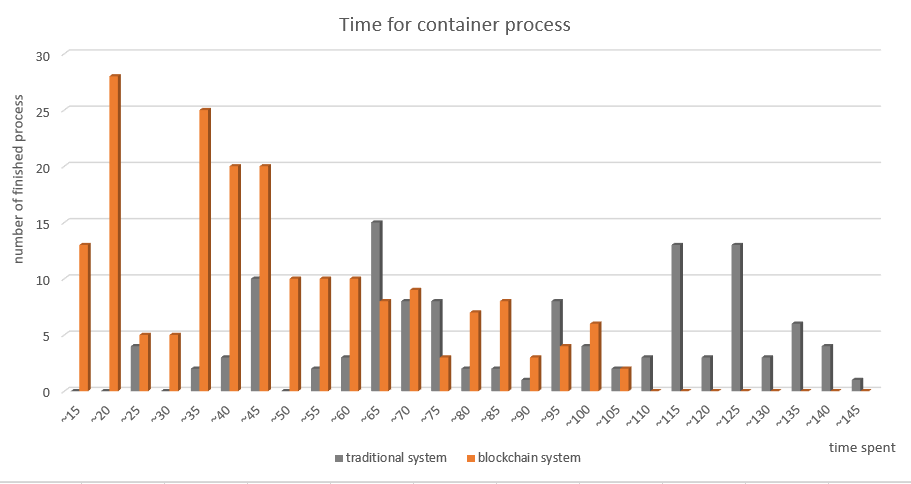 Time for container process
number of finished process
30
25
20
15
10
5
0
~15 ~20 ~25 ~30 ~35 ~40 ~45 ~50 ~55 ~60 ~65 ~70 ~75 ~80 ~85 ~90 ~95 ~100 ~105 ~110 ~115 ~120 ~125 ~130 ~135 ~140 ~145
time spent
traditional system blockchain system